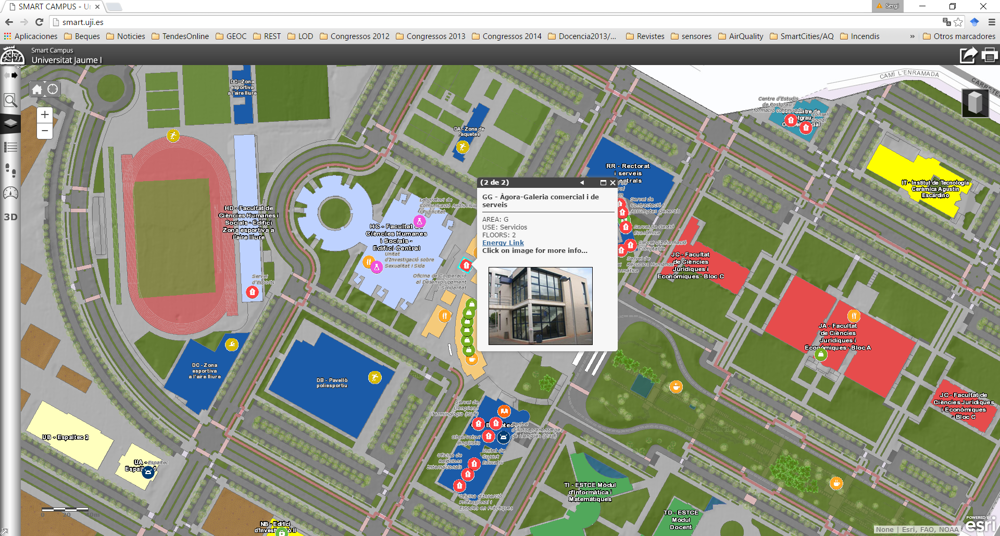 SMART CAMPUS - Un
Sergi
smart.uji.es
Aplicaciones
Beques
Noticies
TendesOnline
GEOC
REST
LOD
Congressos 2012
Congressos 2013
Congressos 2014
Docencia2013/...
Revistes
sensores
AirQuality
SmartCities/AQ
Incendis
»
Otros marcadores
Smart Campus
Universitat Jaume I
+
−
3D
DC - Zona
esportiva
a l'aire lliure
DA - Zona de
raquetes
CAMÍ L'ENRAMADA
Centre d'Estudis
de Postgrau i
formació continuada
Consell
Social
RR - Rectorat
i serveis
IT - Institut de Tecnologia
Ceràmica Agustín
Escardino
HD - Facultat de
Ciències Humanes i
Socials - Edifici
Zona esportiva a
l'aire lliure
Laboratori de
Comunicació Audiovisual
i Publicitat
HC - Facultat de
Ciències Humanes
i Socials -
Edifici Central
Unitat
d'Investigació sobre
Sexualitat i Sida
Oficina de Cooperació
al Desenvolupament
i Solidaritat
Servei
d'Esports
(2 de 2)
GG - Àgora-Galeria comercial i de
serveis
AREA: G
USE: Servicios
FLOORS: 2
Energy Link
Click on image for more info...
Servei de
Contractació i
Assumptes Generals
Servei de Gestió
Econòmica
Servei d'Informació
Comptable
Servei de
Recursos Humanos
JC - Facultat
de Ciències
Jurídiques i
Econòmiques - Bloc C
JA - Facultat
de Ciències
Jurídiques i
Econòmiques - Bloc A
JC - Facultat de
Ciències Jurídiques
i Econòmiques
- Bloc C
DC - Zona
esportiva
a l'aire lliure
DB - Pavelló
poliesportiu
Servei de
Llengües i
Terminologia (SLT)
Centre
d'Autoaprenentatge
de Llengües (CAL)
Observatori
Lingüístic
Unitat de
Suport
Educatiu
Oficina de
Relacions
Internacionals
Oficina d'Inserció
Professional i
Estades en Pràctiques
UB - Espaitec 2
UA - Espaitec
TI - ESTCE Mòdul
d'Informàtica i
Matemàtiques
TD - ESTCE
Mòdul
Docent
NB - Edifici
0 20 40m
None | Esri, FAO, NOAA
POWERED BY
esri